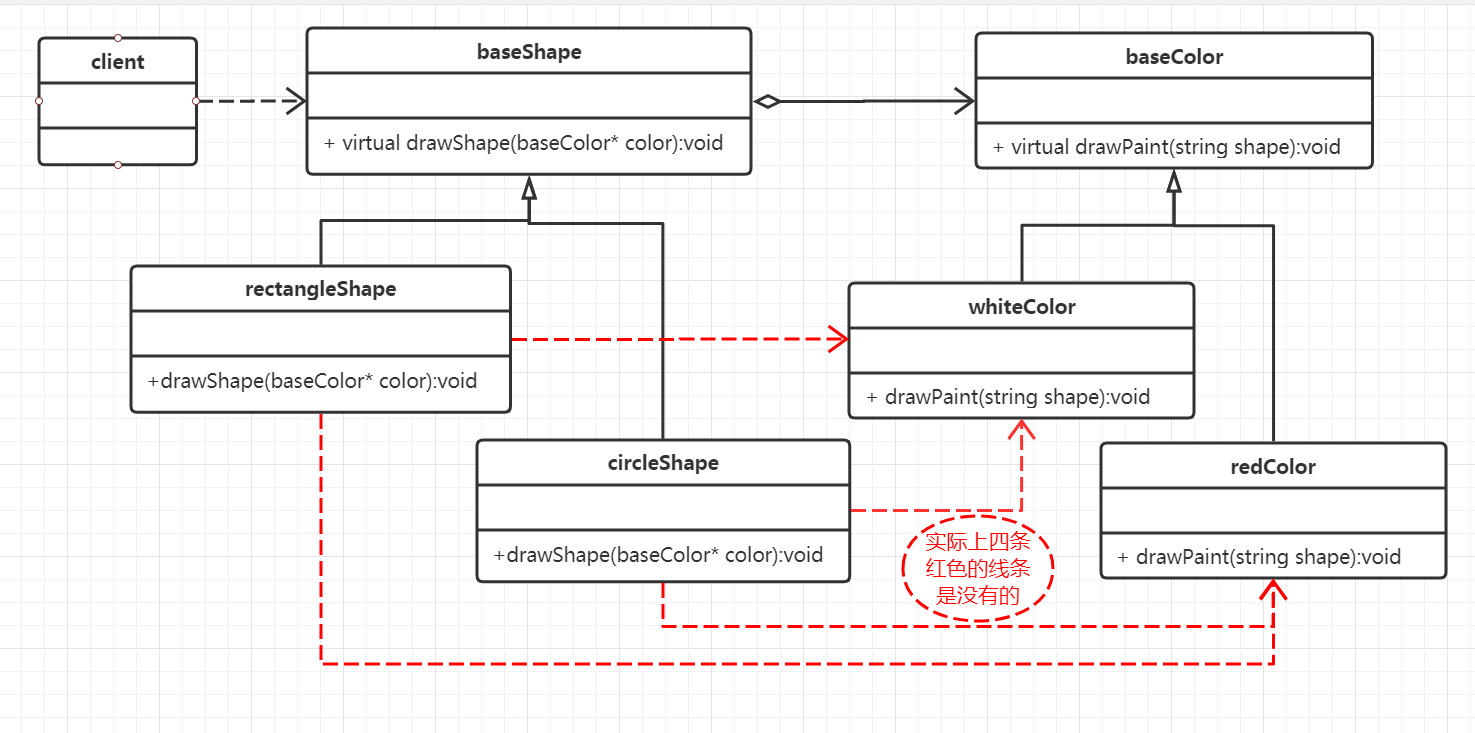 client
baseShape
+ virtual drawShape(baseColor* color):void
baseColor
+ virtual drawPaint(string shape):void
rectangleShape
+drawShape(baseColor* color):void
whiteColor
+ drawPaint(string shape):void
circleShape
+drawShape(baseColor* color):void
redColor
+ drawPaint(string shape):void
实际上四条
红色的线条
是没有的